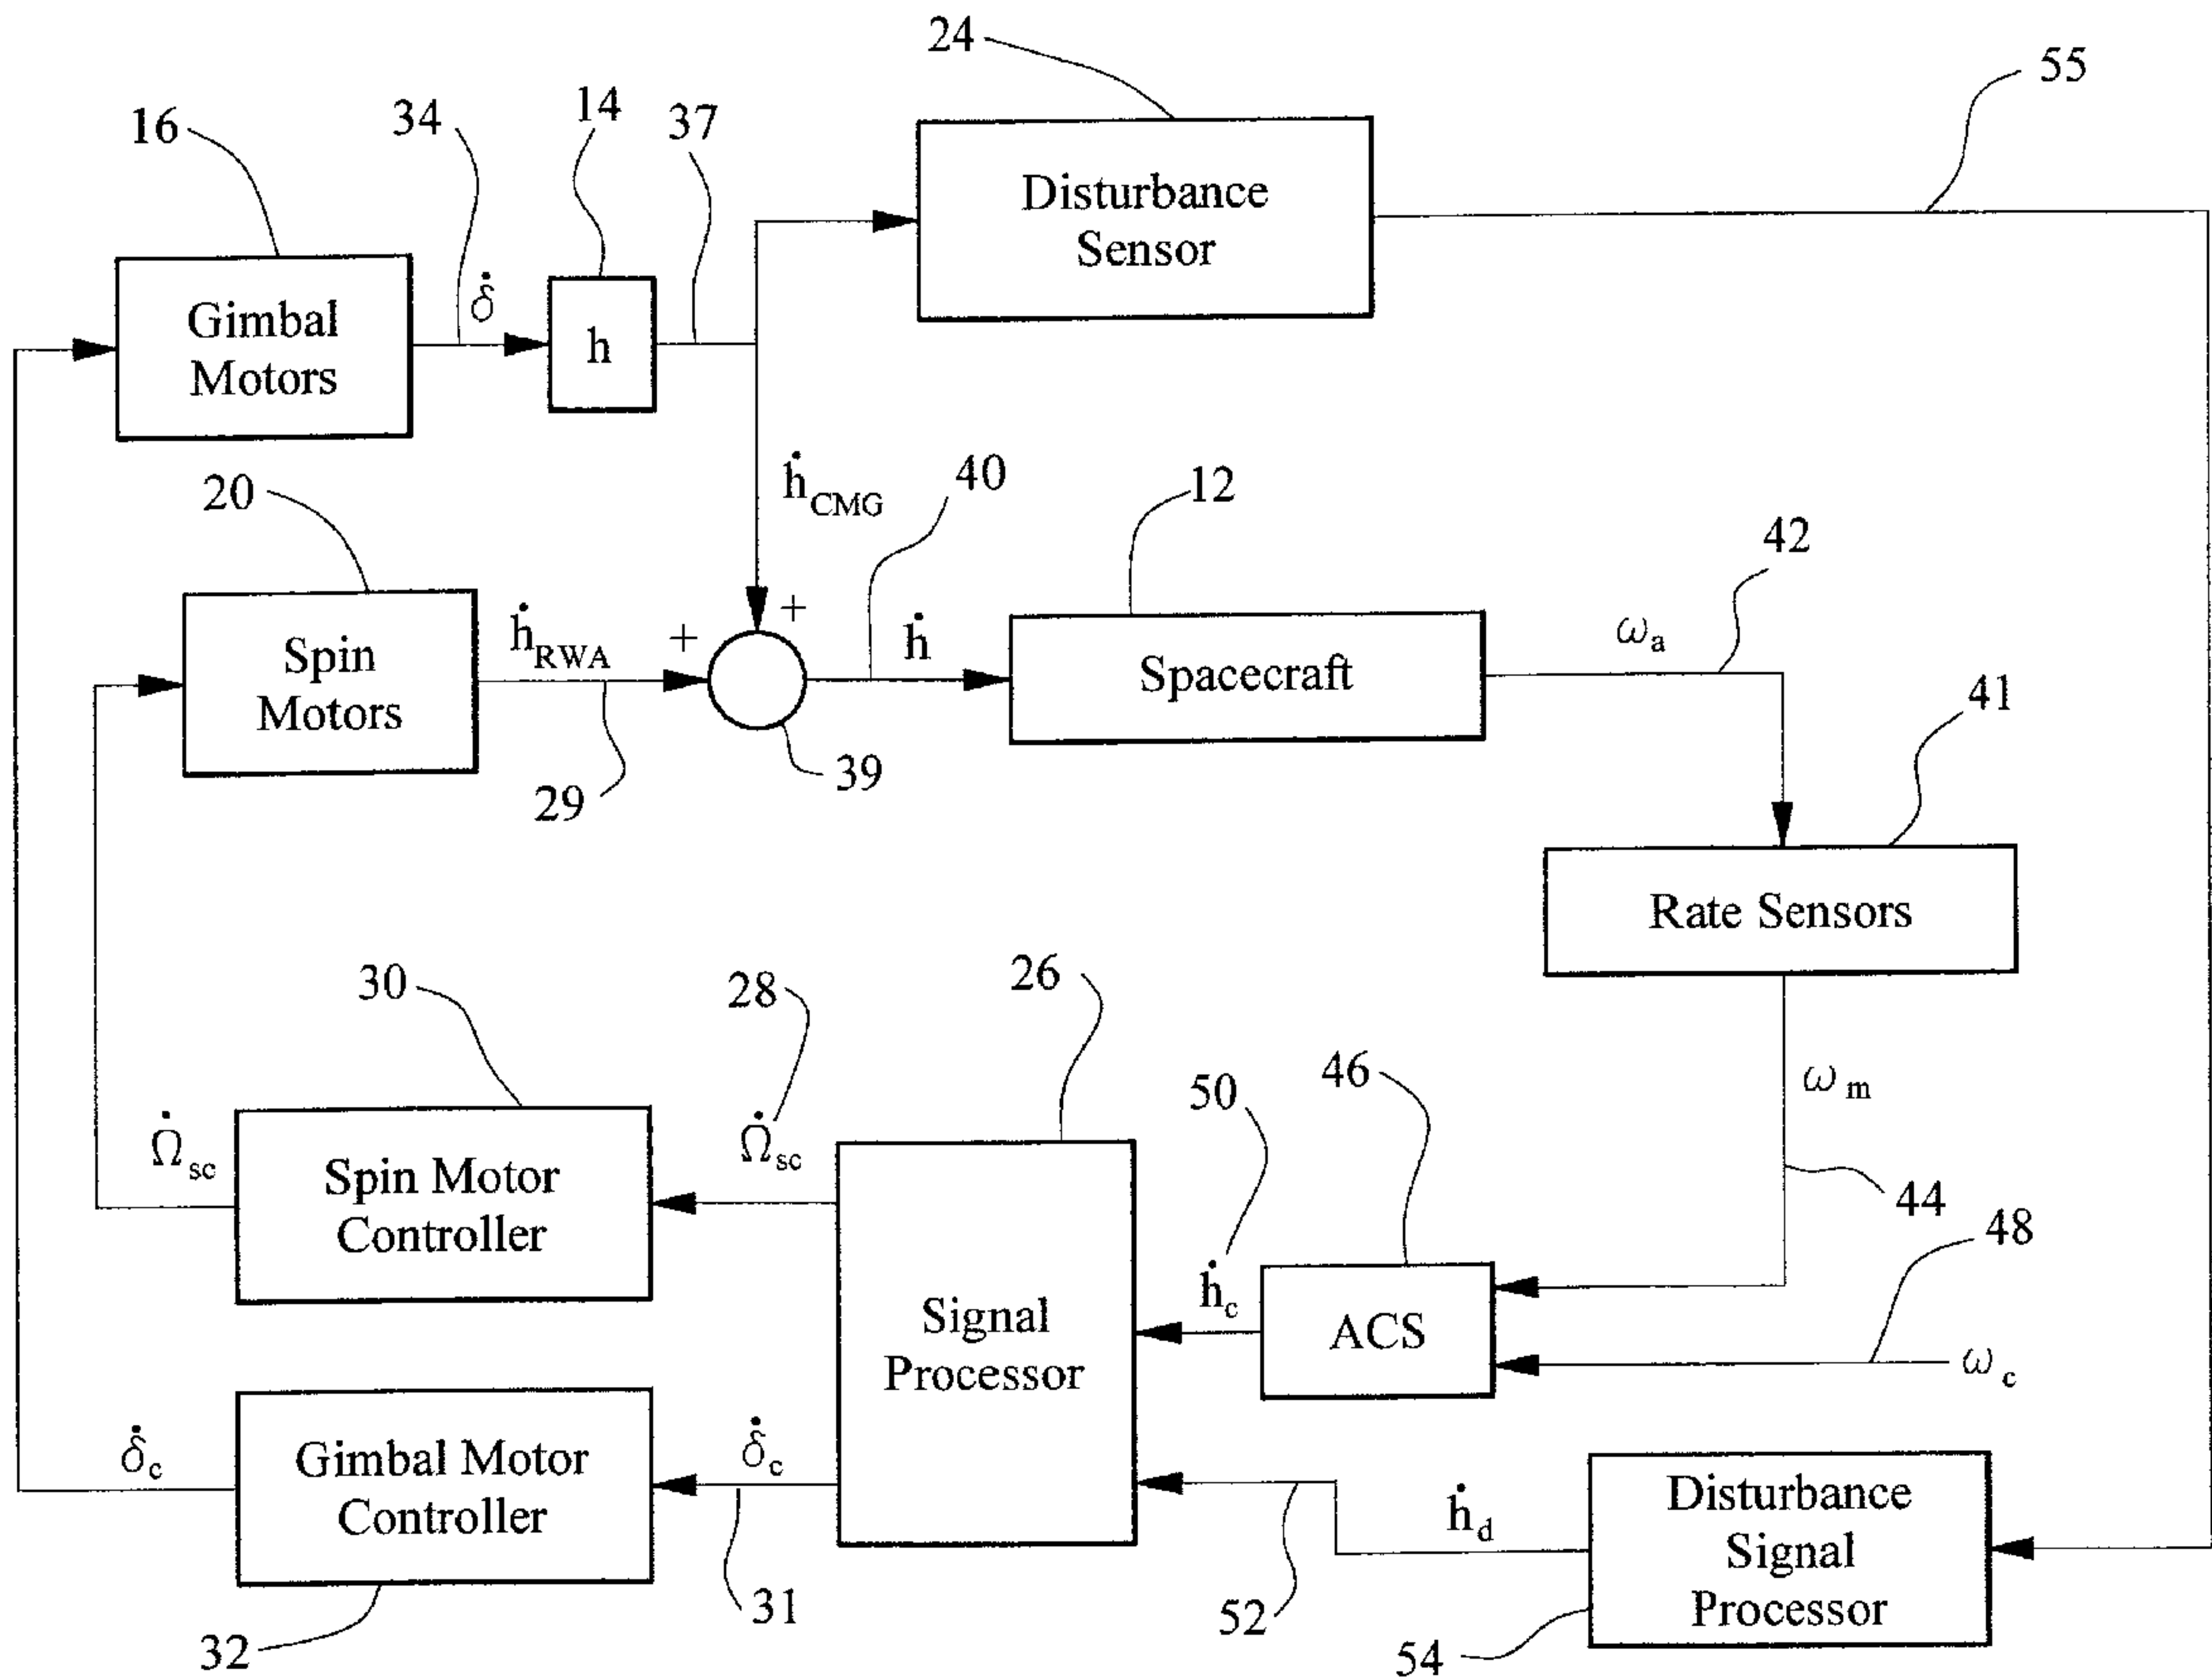 24
55
16
34
14
37
Disturbance
Sensor
δ̇
Gimbal
Motors
h
ḣCMG
40
12
20
42
ḣRWA
+
+
ḣ
ωa
Spin
Motors
Spacecraft
41
29
39
Rate Sensors
30
28
26
46
50
ωm
Ω̇sc
Ω̇sc
Spin Motor
Controller
44
48
ḣc
Signal
Processor
ACS
ωc
δ̇c
Gimbal Motor
Controller
δ̇c
ḣd
Disturbance
Signal
Processor
31
52
32
54